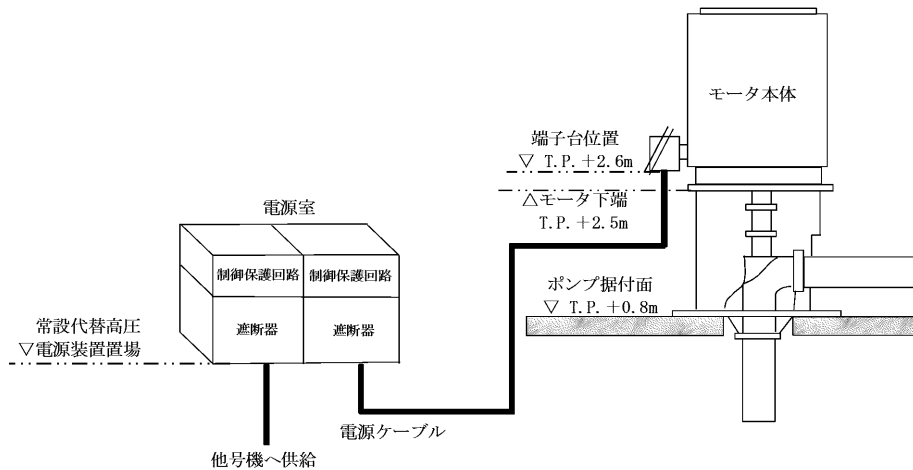 モータ本体
端子台位置
▽ T.P.+2.6m
△モータ下端
T.P.+2.5m
電源室
制御保護回路
制御保護回路
ポンプ据付面
▽ T.P.+0.8m
遮断器
遮断器
常設代替高圧
▽電源装置置場
電源ケーブル
他号機へ供給